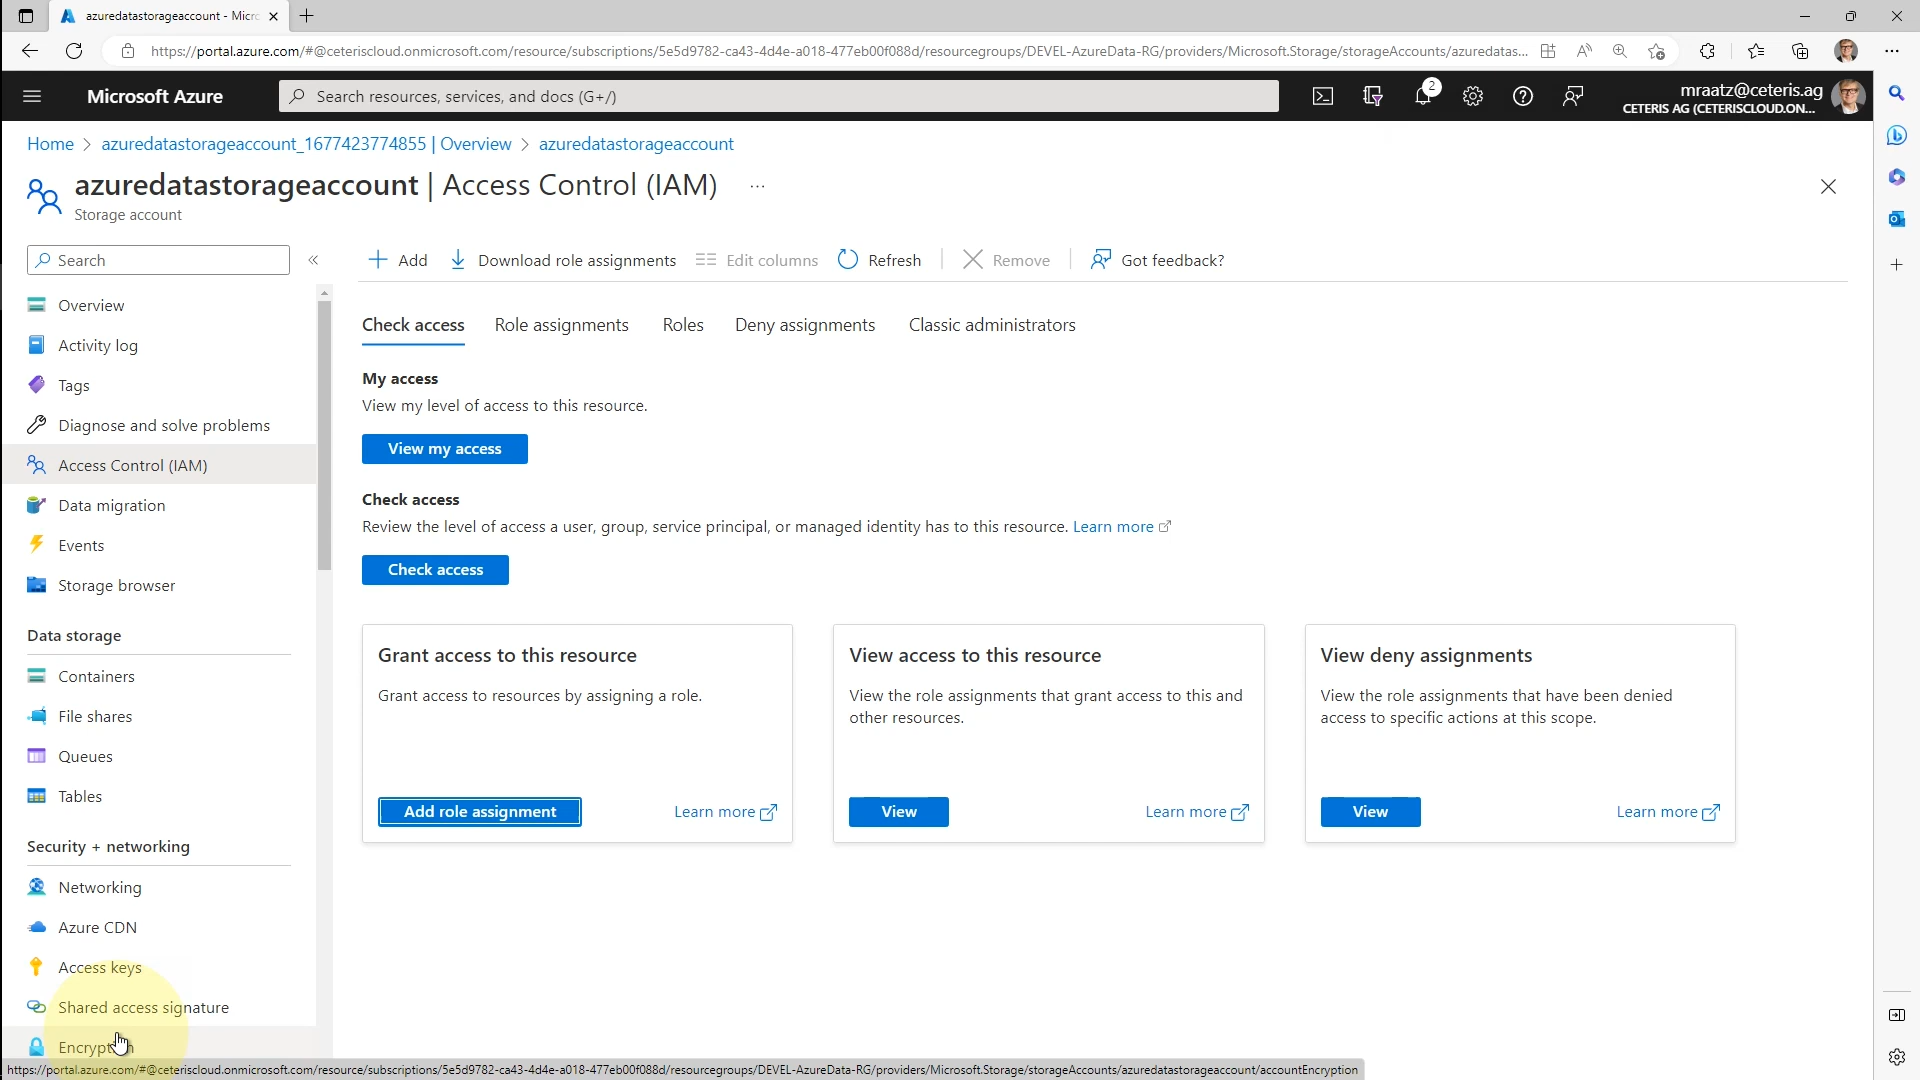 azuredatastorageaccount - Micr
https://portal.azure.com/#@ceteriscloud.onmicrosoft.com/resource/subscriptions/5e5d9782-ca43-4d4e-a018-477eb00f088d/resourcegroups/DEVEL-AzureData-RG/providers/Microsoft.Storage/storageAccounts/azuredatas...
Microsoft Azure
Search resources, services, and docs (G+/)
2
mraatz@ceteris.ag
CETERIS AG (CETERISCLOUD.ON...
Home > azuredatastorageaccount_1677423774855 | Overview > azuredatastorageaccount
azuredatastorageaccount | Access Control (IAM) ...
Storage account
Search
«
Add
Download role assignments
Edit columns
Refresh
Remove
Got feedback?
Overview
Activity log
Tags
Diagnose and solve problems
Access Control (IAM)
Data migration
Events
Storage browser
Data storage
Containers
File shares
Queues
Tables
Security + networking
Networking
Azure CDN
Access keys
Shared access signature
Encryption
Check access
Role assignments
Roles
Deny assignments
Classic administrators
My access
View my level of access to this resource.
View my access
Check access
Review the level of access a user, group, service principal, or managed identity has to this resource. Learn more
Check access
Grant access to this resource
Grant access to resources by assigning a role.
Add role assignment
Learn more
View access to this resource
View the role assignments that grant access to this and
other resources.
View
Learn more
View deny assignments
View the role assignments that have been denied
access to specific actions at this scope.
View
Learn more
https://portal.azure.com/#@ceteriscloud.onmicrosoft.com/resource/subscriptions/5e5d9782-ca43-4d4e-a018-477eb00f088d/resourcegroups/DEVEL-AzureData-RG/providers/Microsoft.Storage/storageAccounts/azuredatastorageaccount/accountEncryption